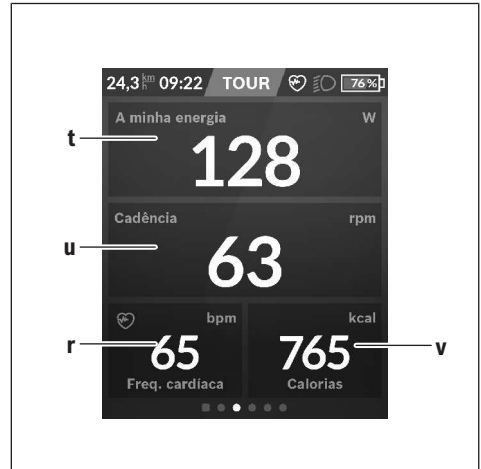 24,3 km/h 09:22 TOUR 76 %
A minha energia W
t
128
Cadência rpm
u
63
bpm kcal
r 65 765 v
Freq. cardíaca Calorias